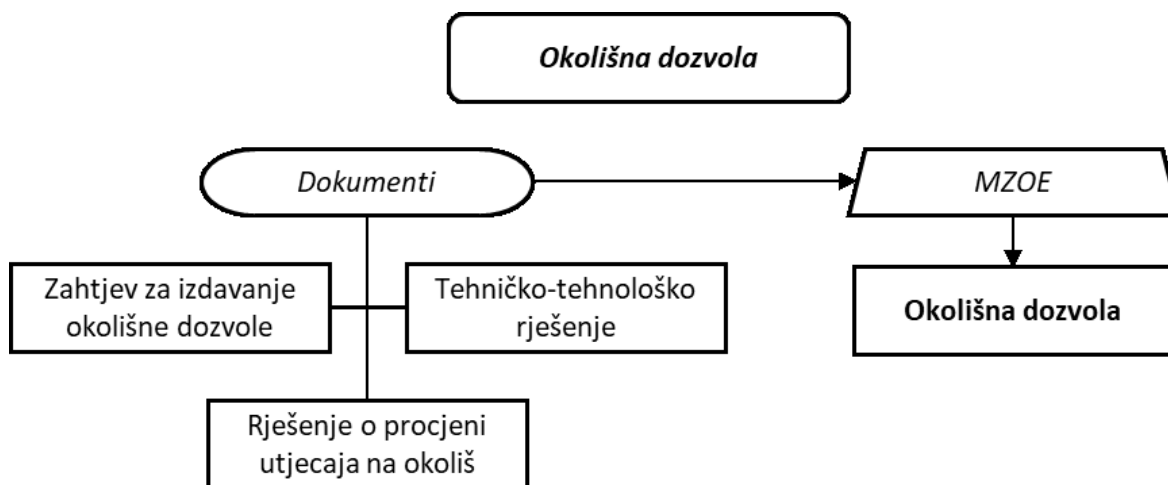 Okolišna dozvola
Dokumenti
MZOE
Zahtjev za izdavanje
okolišne dozvole
Tehničko-tehnološko
rješenje
Okolišna dozvola
Rješenje o procjeni
utjecaja na okoliš